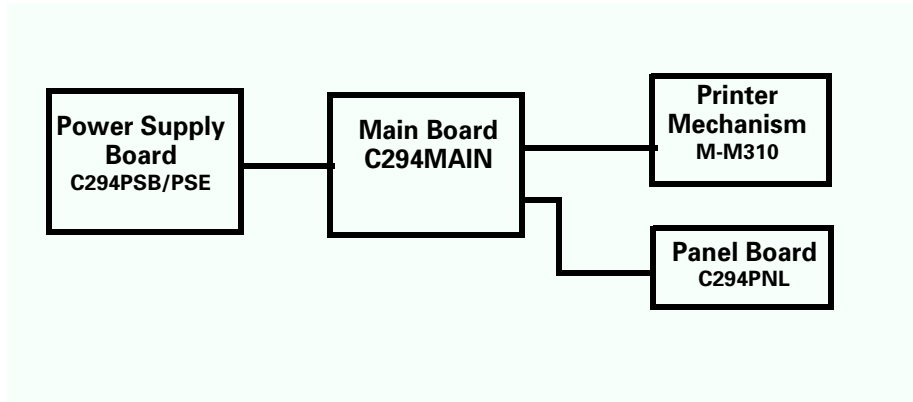 Power Supply
Board
C294PSB/PSE
Main Board
C294MAIN
Printer
Mechanism
M-M310
Panel Board
C294PNL